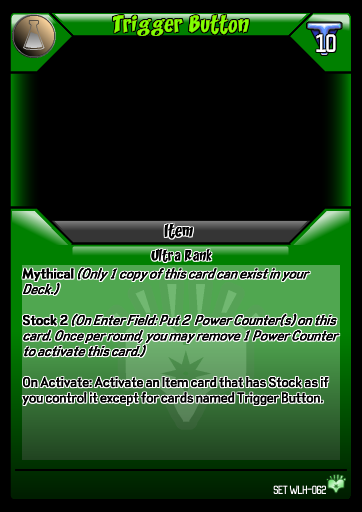 Trigger Button
10
Item
Ultra Rank
Mythical (Only 1 copy of this card can exist in your
Deck.)
Stock 2 (On Enter Field: Put 2 Power Counter(s) on this
card. Once per round, you may remove 1 Power Counter
to activate this card.)
On Activate: Activate an Item card that has Stock as if
you control it except for cards named Trigger Button.
SET WLH-062